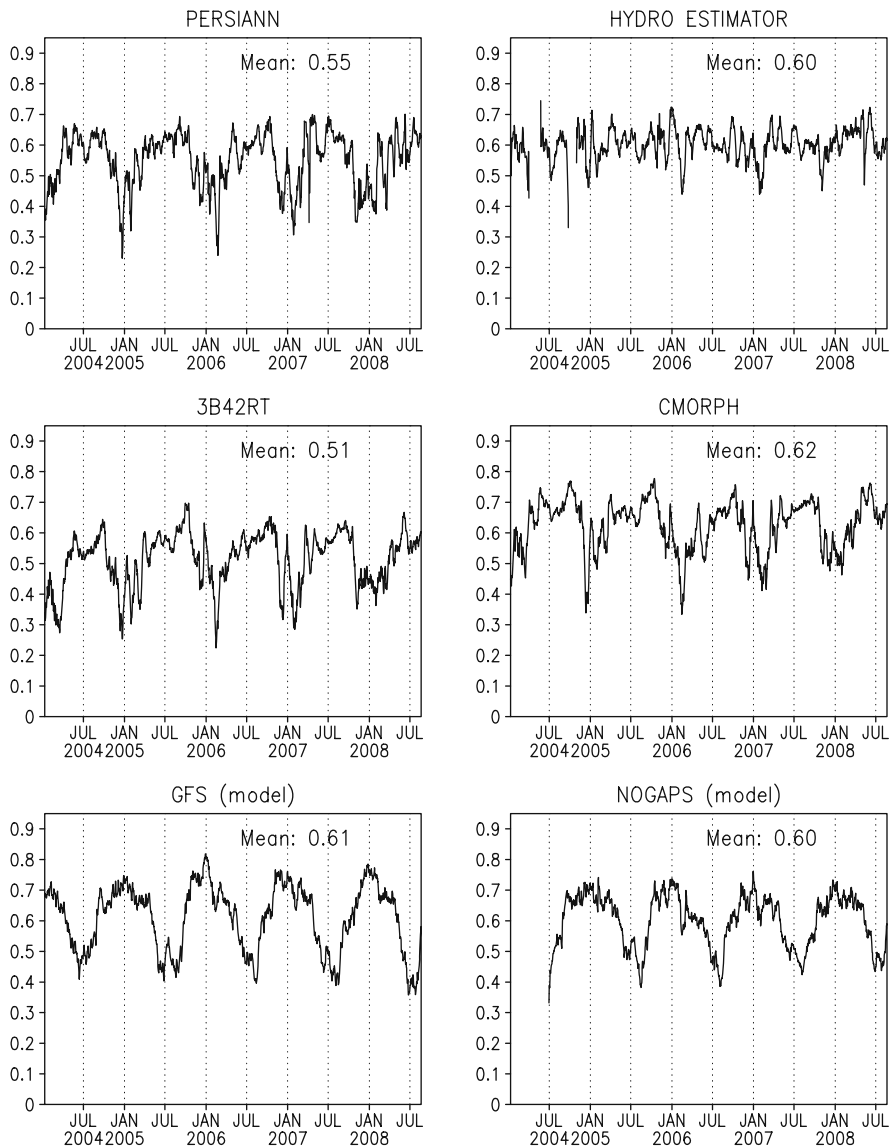 PERSIANN
Mean: 0.55
0.9
0.8
0.7
0.6
0.5
0.4
0.3
0.2
0.1
0
JUL JAN JUL JAN JUL JAN JUL JAN JUL
2004 2005 2006 2007 2008
HYDRO ESTIMATOR
Mean: 0.60
0.9
0.8
0.7
0.6
0.5
0.4
0.3
0.2
0.1
0
JUL JAN JUL JAN JUL JAN JUL JAN JUL
2004 2005 2006 2007 2008
3B42RT
Mean: 0.51
0.9
0.8
0.7
0.6
0.5
0.4
0.3
0.2
0.1
0
JUL JAN JUL JAN JUL JAN JUL JAN JUL
2004 2005 2006 2007 2008
CMORPH
Mean: 0.62
0.9
0.8
0.7
0.6
0.5
0.4
0.3
0.2
0.1
0
JUL JAN JUL JAN JUL JAN JUL JAN JUL
2004 2005 2006 2007 2008
GFS (model)
Mean: 0.61
0.9
0.8
0.7
0.6
0.5
0.4
0.3
0.2
0.1
0
JUL JAN JUL JAN JUL JAN JUL JAN JUL
2004 2005 2006 2007 2008
NOGAPS (model)
Mean: 0.60
0.9
0.8
0.7
0.6
0.5
0.4
0.3
0.2
0.1
0
JUL JAN JUL JAN JUL JAN JUL JAN JUL
2004 2005 2006 2007 2008